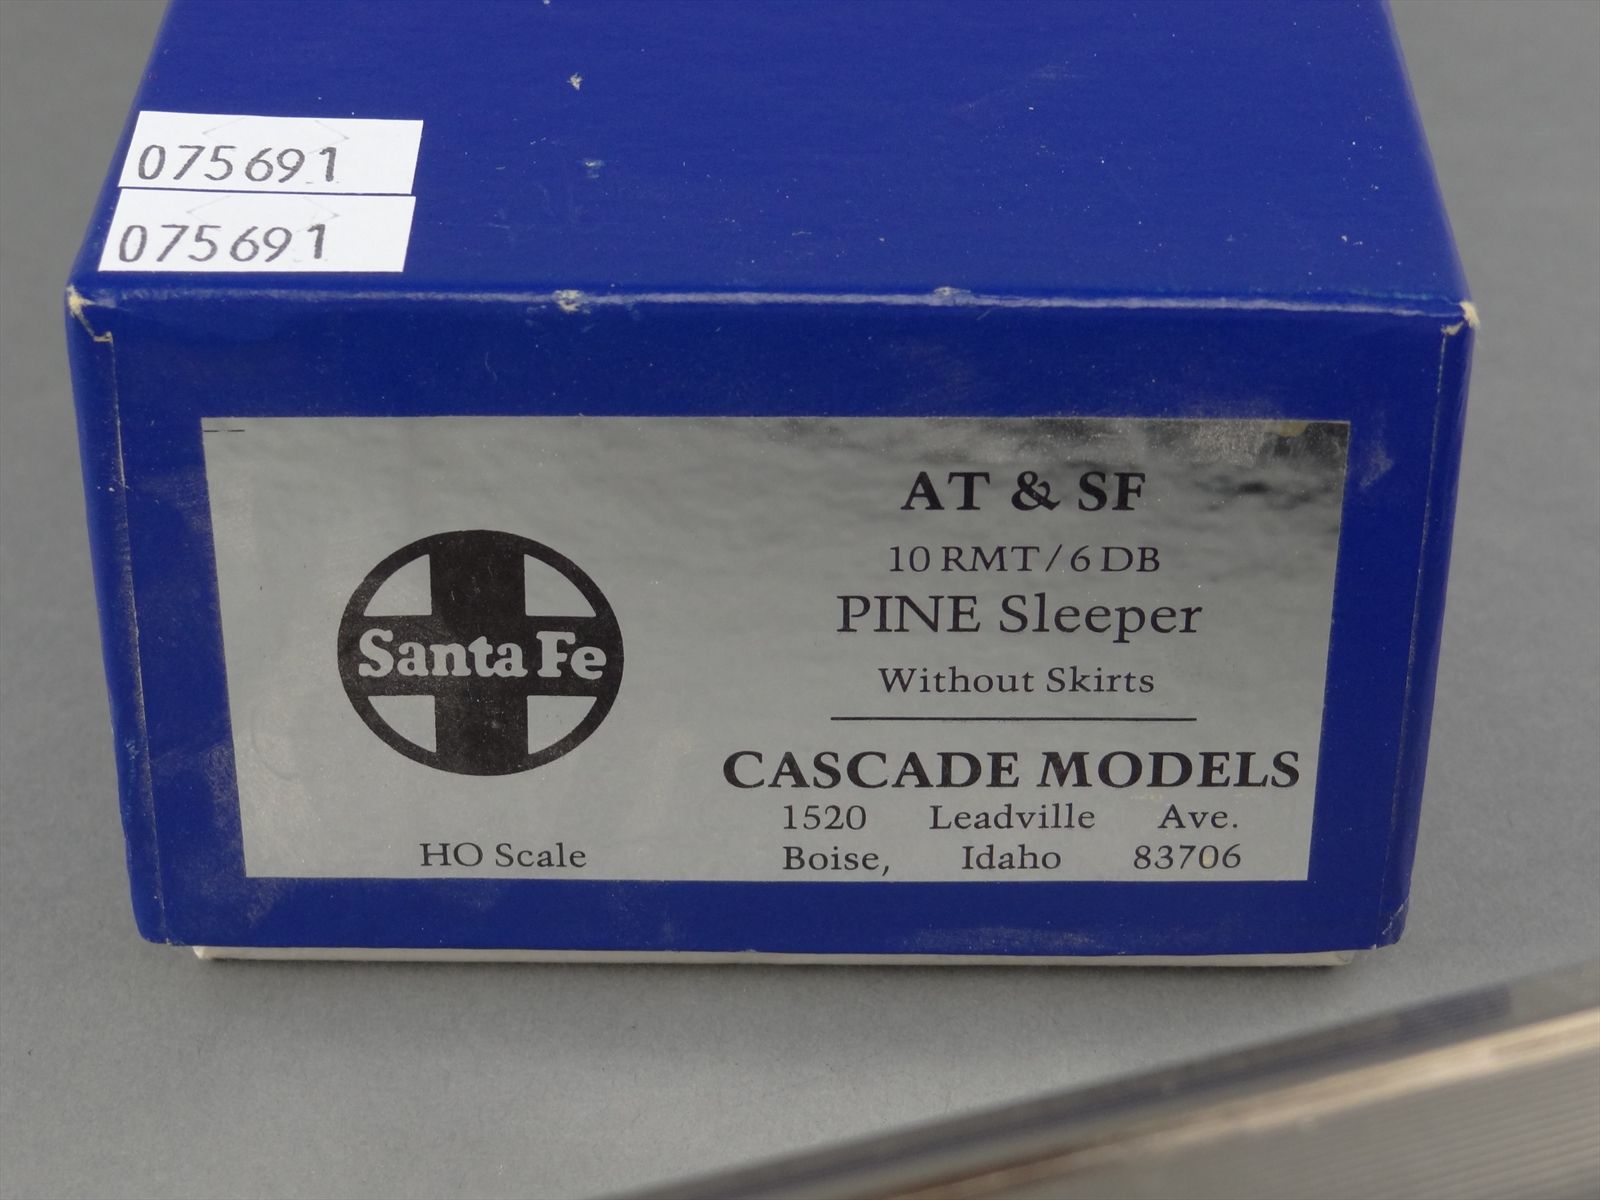 075691
075691
AT & SF
10 RMT / 6 DB
PINE Sleeper
Without Skirts
Santa Fe
HO Scale
CASCADE MODELS
1520 Leadville Ave.
Boise, Idaho 83706